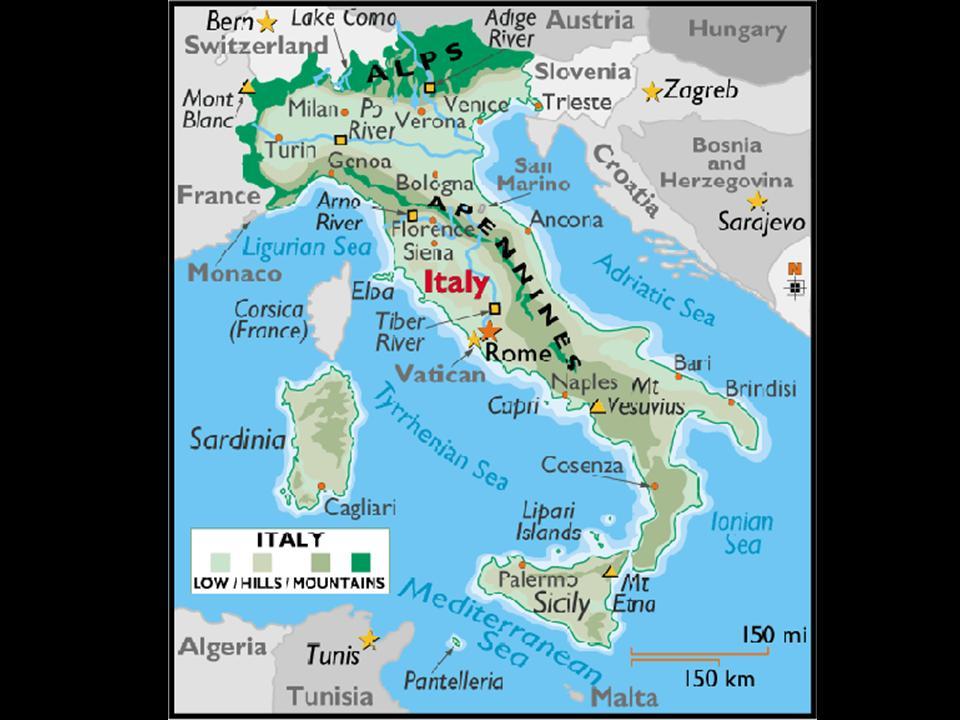 Bern
Lake Como
Adige
River
Austria
Hungary
Switzerland
ALPS
Slovenia
Zagreb
Mont
Blanc
Milan
Po
River
Verona
Venice
Trieste
Turin
Genoa
Croatia
Bosnia
and
Herzegovina
San
Marino
Bologna
France
Arno
River
APENNINES
Sarajevo
Ancona
Florence
Ligurian Sea
Siena
Monaco
Italy
Adriatic Sea
N
Elba
Corsica
(France)
Tiber
River
Rome
Vatican
Bari
Naples
Mt
Vesuvius
Brindisi
Capri
Tyrrhenian Sea
Sardinia
Cosenza
Cagliari
Lipari
Islands
Ionian
Sea
ITALY
LOW / HILLS / MOUNTAINS
Palermo
Sicily
Mt
Etna
Mediterranean
Sea
Algeria
Tunis
Tunisia
Pantelleria
Malta
150 mi
150 km